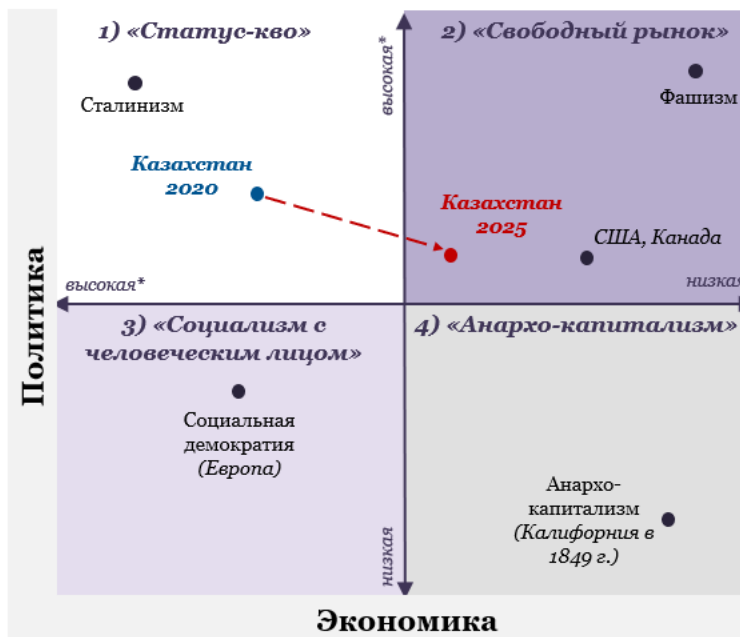 1) «Статус-кво»
2) «Свободный рынок»
высокая*
Сталинизм
Фашизм
Казахстан
2020
Казахстан
2025
США, Канада
высокая*
низкая
Политика
3) «Социализм с
человеческим лицом»
4) «Анархо-капитализм»
Социальная
демократия
(Европа)
Анархо-
капитализм
(Калифорния в
1849 г.)
низкая
Экономика